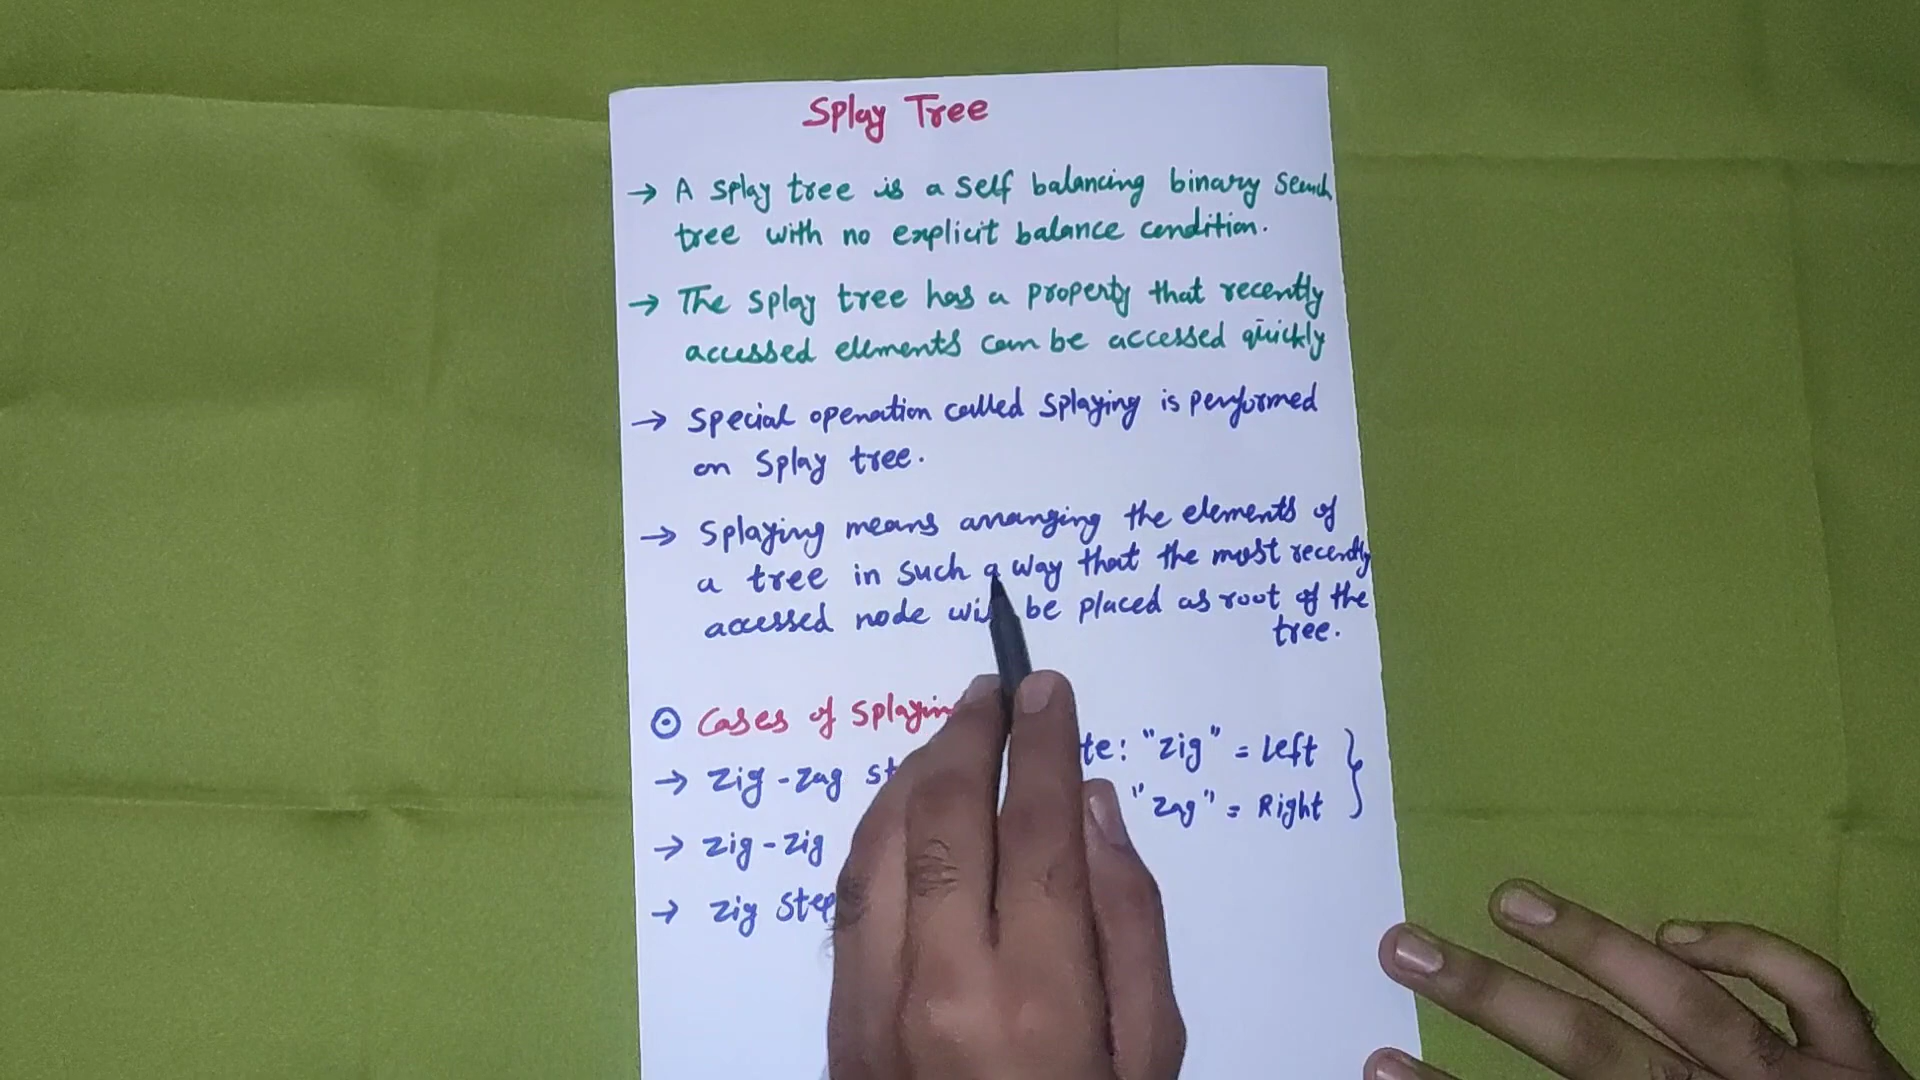 Splay Tree
→ A splay tree is a self balancing binary search
tree with no explicit balance condition.
→ The splay tree has a property that recently
accessed elements can be accessed quickly
→ Special operation called Splaying is performed
on Splay tree.
→ Splaying means arranging the elements of
a tree in such a way that the most recently
accessed node be placed as root of the
tree.
⊙ Cases of Splayin
→ Zig-Zag st
→ Zig-Zig
→ Zig Step
te: "Zig" = Left
"Zag" = Right